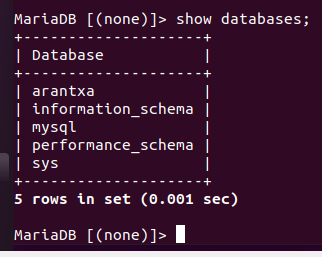 MariaDB [(none)]> show databases;
+--------------------+
| Database           |
+--------------------+
| arantxa            |
| information_schema |
| mysql              |
| performance_schema |
| sys                |
+--------------------+
5 rows in set (0.001 sec)
MariaDB [(none)]>